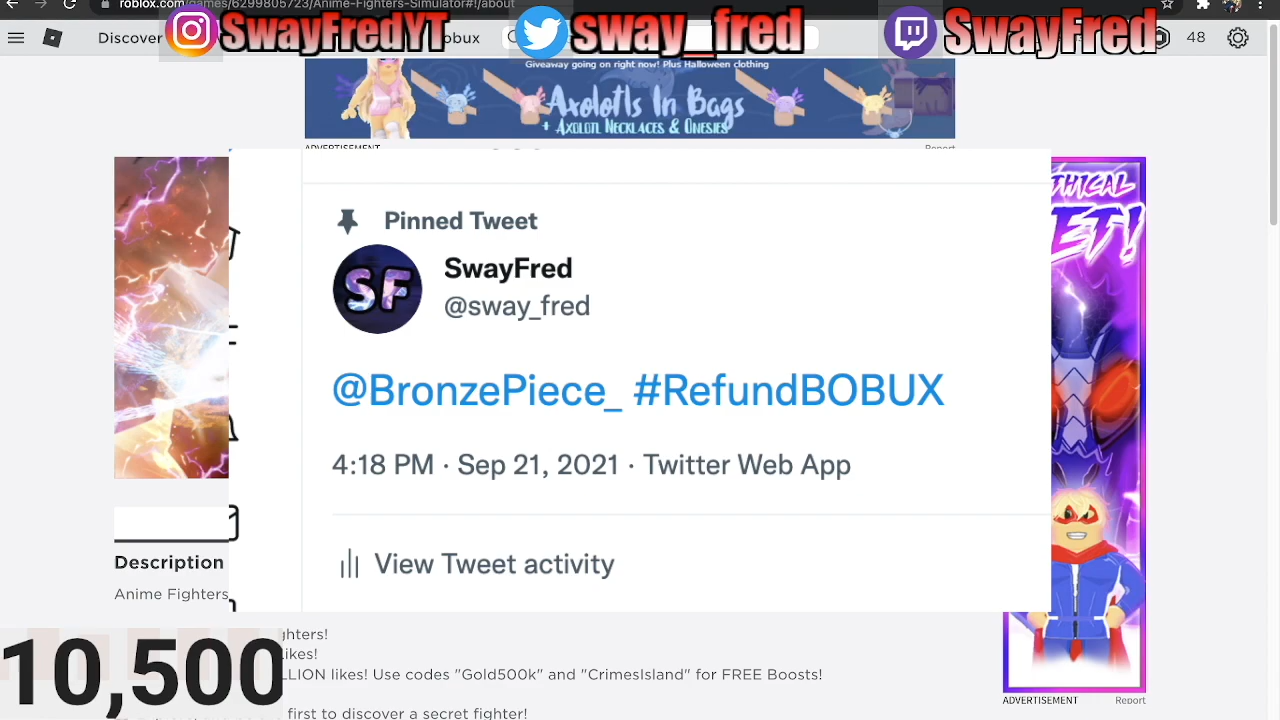 roblox.com/games/6299805723/Anime-Fighters-Simulator#!/about
SwayFredYT
sway_fred
SwayFred
Discover
obux
48
Giveaway going on right now! Plus Halloween clothing
Axolotls In Bags
+ Axolotl Necklaces & Onesies
ADVERTISEMENT
Report
THICAL
ET!
Pinned Tweet
SF
SwayFred
@sway_fred
@BronzePiece_ #RefundBOBUX
4:18 PM · Sep 21, 2021 · Twitter Web App
View Tweet activity
Description
Anime Fighters
ghters!
ikes!
LLION likes! Use codes "Gold500k" and "CrimesIsland" for FREE Boosts!
first to discover a secret fighter!
10,500
ADVERTISEMENT
Report